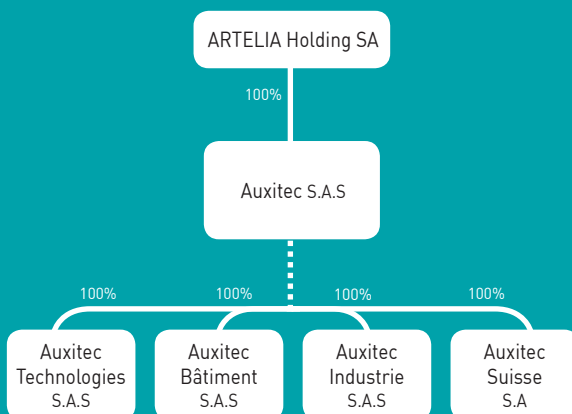 ARTELIA Holding SA
100%
Auxitec S.A.S
100%
100%
100%
100%
Auxitec
Technologies
S.A.S
Auxitec
Bâtiment
S.A.S
Auxitec
Industrie
S.A.S
Auxitec
Suisse
S.A